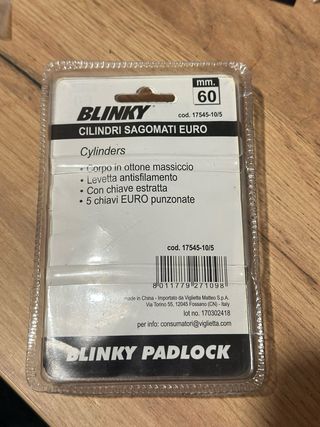 BLINKY®
mm.
60
cod. 17545-10/5
CILINDRI SAGOMATI EURO
Cylinders
• Corpo in ottone massiccio
• Levetta antisfilamento
• Con chiave estratta
• 5 chiavi EURO punzonate
cod. 17545-10/5
8 011779 271098
made in China - Importato da Viglietta Matteo S.p.A.
Via Torino 55, 12045 Fossano (CN) - Italy
lot no. 170302418
per info: consumatori@viglietta.com
BLINKY PADLOCK